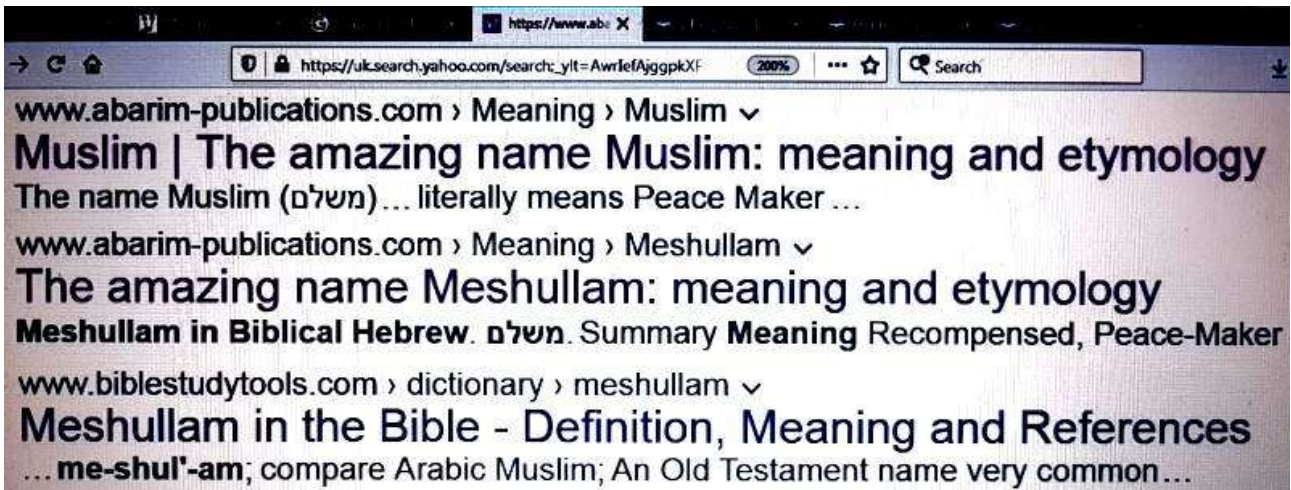 https://www.aba
https://uk.search.yahoo.com/search;_ylt=AwrIefAjggpkXF 200% Search
www.abarim-publications.com › Meaning › Muslim
Muslim | The amazing name Muslim: meaning and etymology
The name Muslim (משלם)... literally means Peace Maker ...
www.abarim-publications.com › Meaning › Meshullam
The amazing name Meshullam: meaning and etymology
Meshullam in Biblical Hebrew. משלם. Summary Meaning Recompensed, Peace-Maker
www.biblestudytools.com › dictionary › meshullam
Meshullam in the Bible - Definition, Meaning and References
...me-shul'-am; compare Arabic Muslim; An Old Testament name very common...